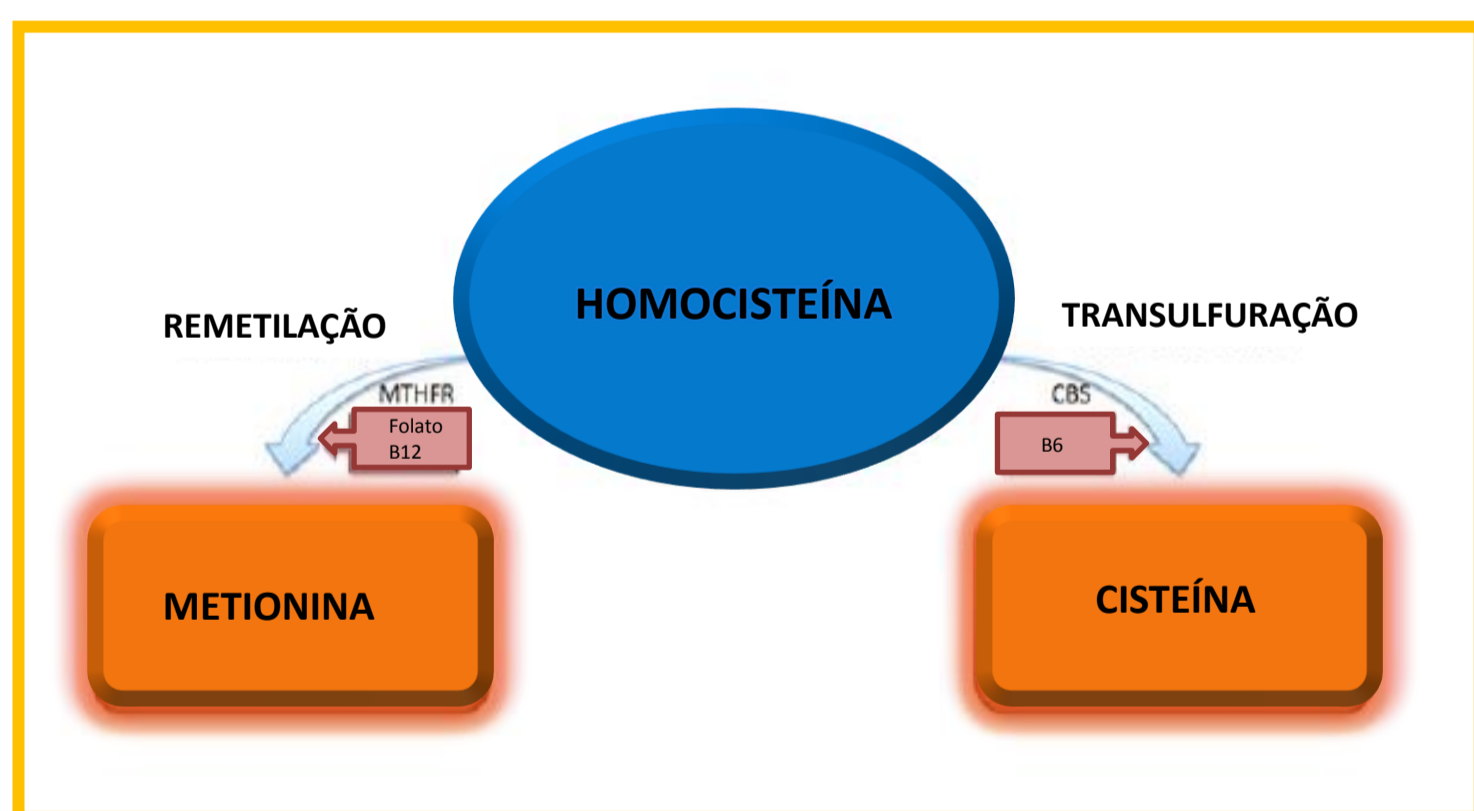 HOMOCISTEÍNA
REMETILAÇÃO
TRANSULFURAÇÃO
MTHFR
Folato
B12
CBS
B6
METIONINA
CISTEÍNA